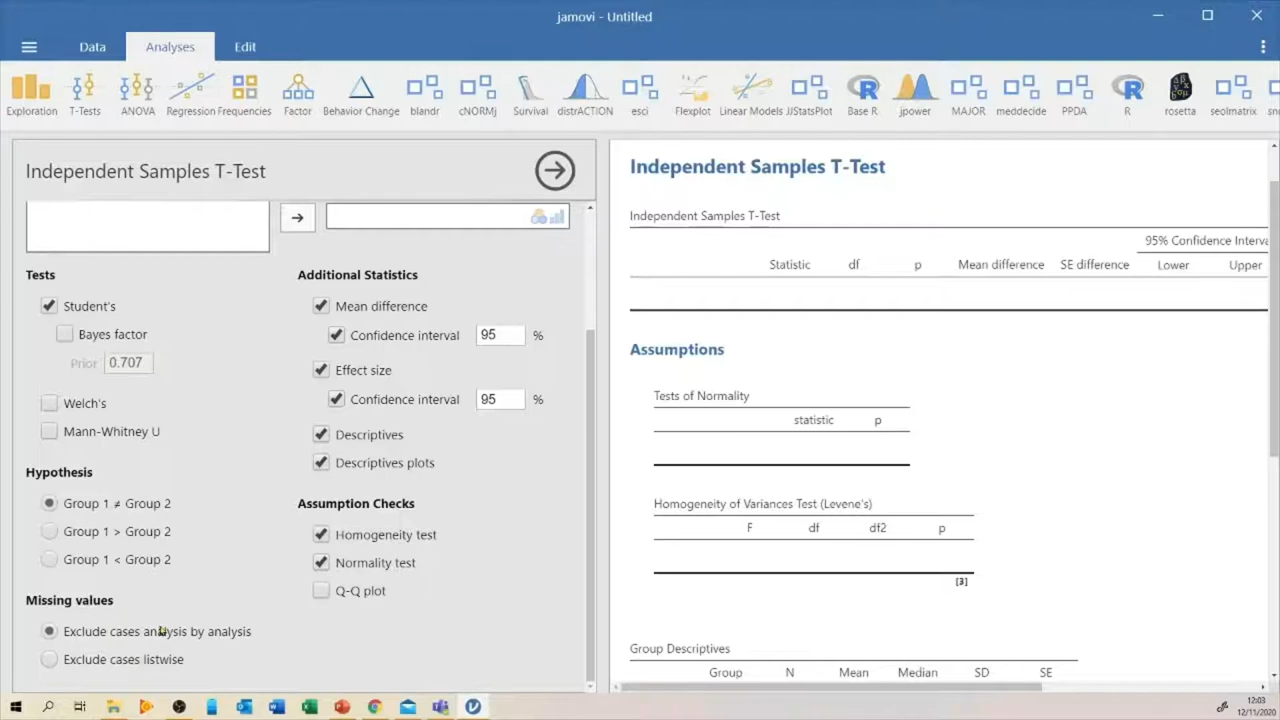 jamovi - Untitled
Data Analyses Edit
Exploration T-Tests ANOVA Regression Frequencies Factor Behavior Change blandr cNORMj Survival distrACTION esci Flexplot Linear Models JJStatsPlot Base R jpower MAJOR meddecide PPDA R rosetta seolmatrix
Independent Samples T-Test
Tests
Student's
Bayes factor
Prior 0.707
Welch's
Mann-Whitney U
Hypothesis
Group 1 ≠ Group 2
Group 1 > Group 2
Group 1 < Group 2
Missing values
Exclude cases analysis by analysis
Exclude cases listwise
Additional Statistics
Mean difference
Confidence interval 95 %
Effect size
Confidence interval 95 %
Descriptives
Descriptives plots
Assumption Checks
Homogeneity test
Normality test
Q-Q plot
Independent Samples T-Test
Independent Samples T-Test
95% Confidence Interva
Statistic df p Mean difference SE difference Lower Upper
Assumptions
Tests of Normality
statistic p
Homogeneity of Variances Test (Levene's)
F df df2 p
[3]
Group Descriptives
Group N Mean Median SD SE
12:03
12/11/2020